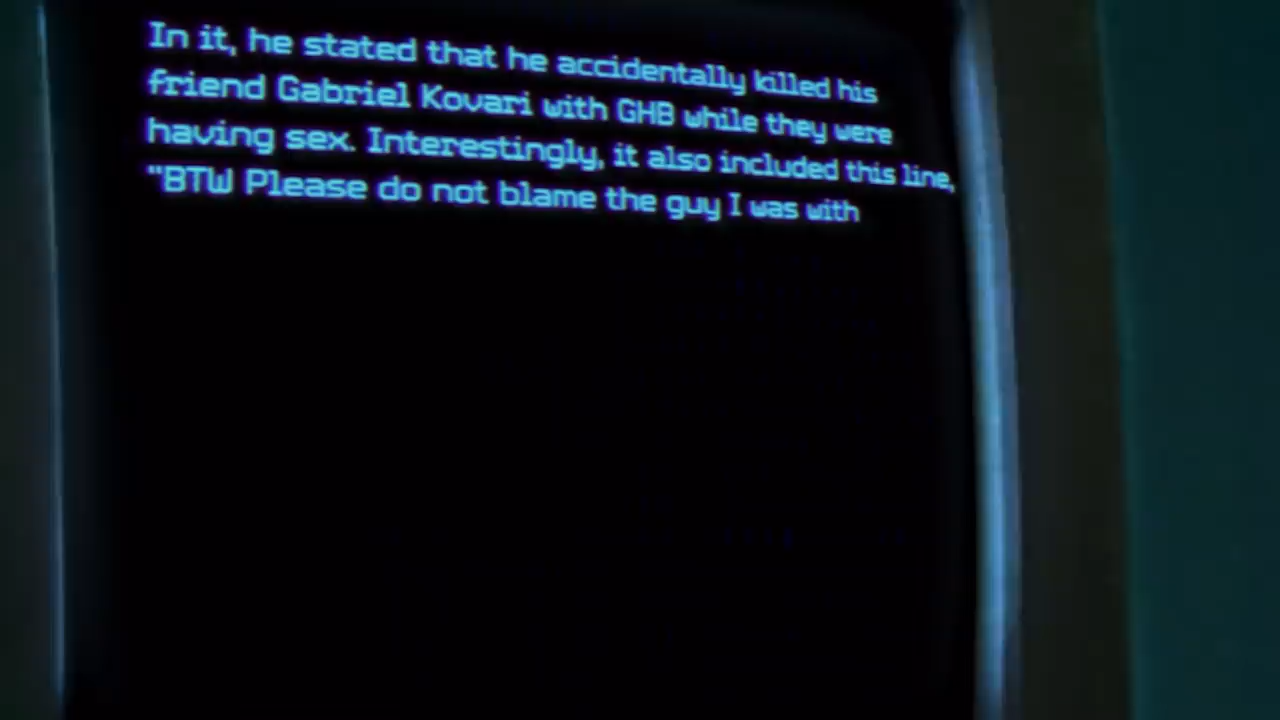 In it, he stated that he accidentally killed his
friend Gabriel Kovari with GHB while they were
having sex. Interestingly, it also included this line,
"BTW Please do not blame the guy I was with